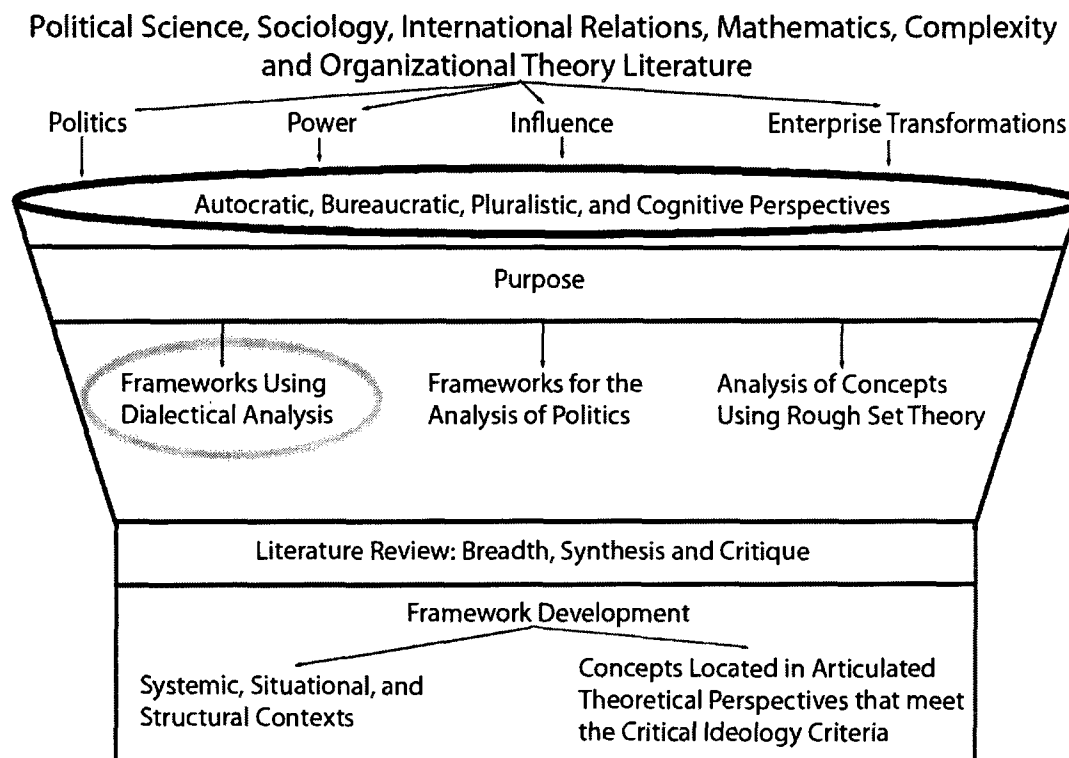 Political Science, Sociology, International Relations, Mathematics, Complexity
and Organizational Theory Literature
Politics Power Influence Enterprise Transformations
Autocratic, Bureaucratic, Pluralistic, and Cognitive Perspectives
Purpose
Frameworks Using
Dialectical Analysis
Frameworks for the
Analysis of Politics
Analysis of Concepts
Using Rough Set Theory
Literature Review: Breadth, Synthesis and Critique
Framework Development
Systemic, Situational, and
Structural Contexts
Concepts Located in Articulated
Theoretical Perspectives that meet
the Critical Ideology Criteria